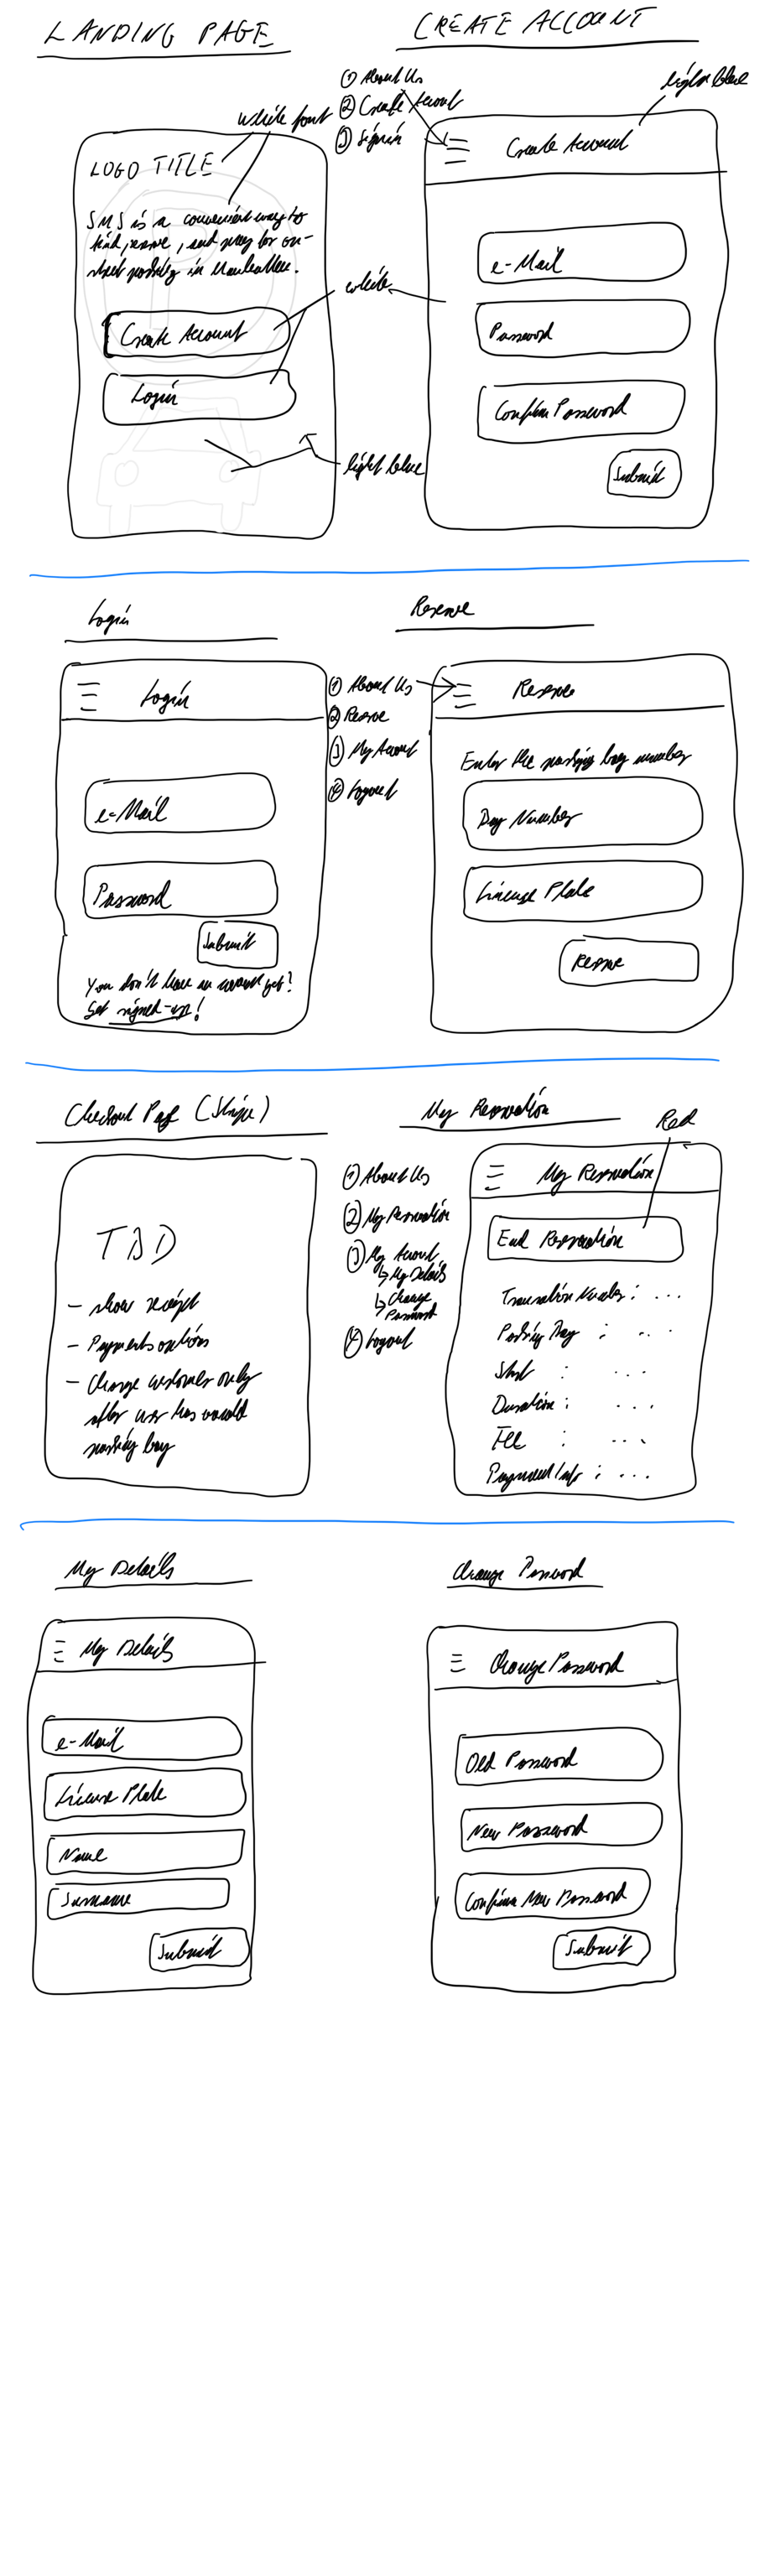 LANDING PAGE
CREATE ACCOUNT
① About Us
② Create Account
③ Sign in
light blue
white font
LOGO TITLE
SMS is a convenient way to
find, reserve, and pay for on-
street parking in Manhattan.
Create Account
Login
white
light blue
Create Account
e-Mail
Password
Confirm Password
Submit
Login
Reserve
Login
e-Mail
Password
Submit
You don't have an account yet?
Get signed-up!
① About Us
② Reserve
③ My Account
④ Logout
Reserve
Enter the parking bay number
Bay Number
License Plate
Reserve
Checkout Page (Stripe)
My Reservation
Red
TBD
- show receipt
- Payments options
- Charge customer only
after user has vacated
parking bay
① About Us
② My Reservation
③ My Account
↳ My Details
↳ Change
Password
④ Logout
My Reservation
End Reservation
Transaction Number : ...
Parking Bay : ...
Start : ...
Duration : ...
Fee : ...
Payment Info : ...
My Details
Change Password
My Details
e-Mail
License Plate
Name
Surname
Submit
Change Password
Old Password
New Password
Confirm New Password
Submit